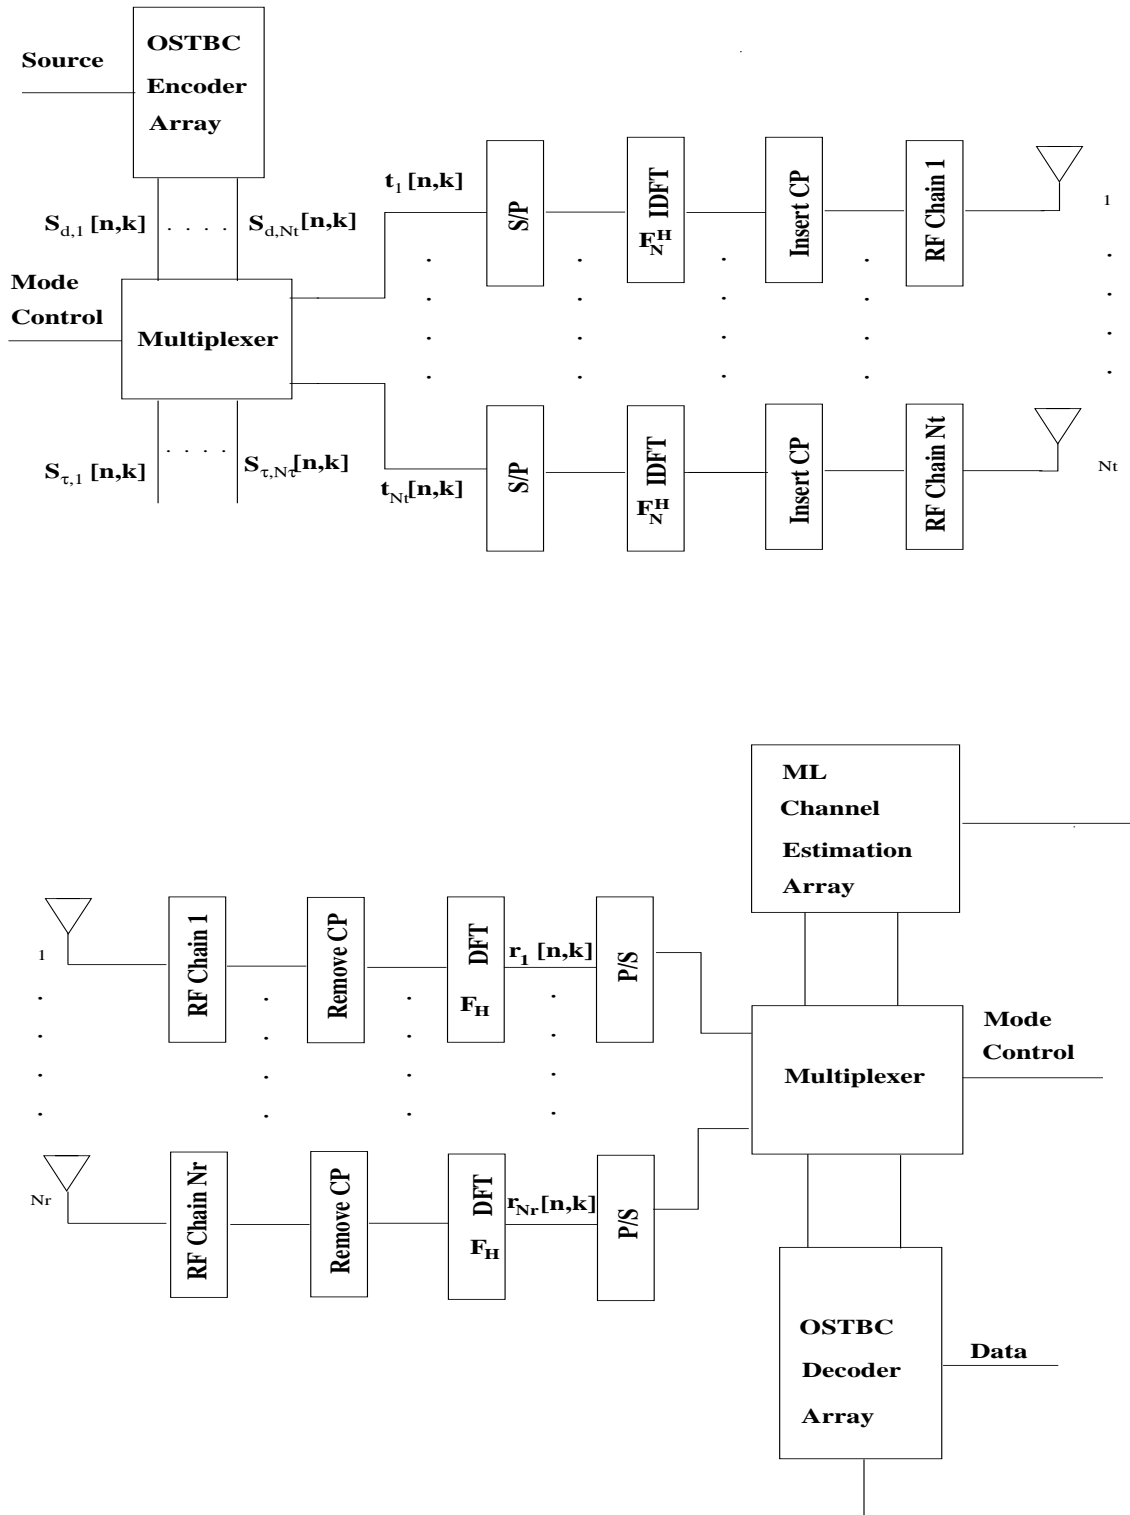 OSTBC
Encoder
Array
Source
S_{d,1} [n,k]
. . . .
S_{d,Nt} [n,k]
Mode
Control
Multiplexer
S_{τ,1} [n,k]
. . . .
S_{τ,Nτ} [n,k]
t_1 [n,k]
S/P
IDFT
F_N^H
Insert CP
RF Chain 1
1
t_{Nt} [n,k]
S/P
IDFT
F_N^H
Insert CP
RF Chain Nt
Nt
ML
Channel
Estimation
Array
1
RF Chain 1
Remove CP
DFT
F_H
r_1 [n,k]
P/S
Mode
Control
Multiplexer
Nr
RF Chain Nr
Remove CP
DFT
F_H
r_{Nr} [n,k]
P/S
OSTBC
Decoder
Array
Data